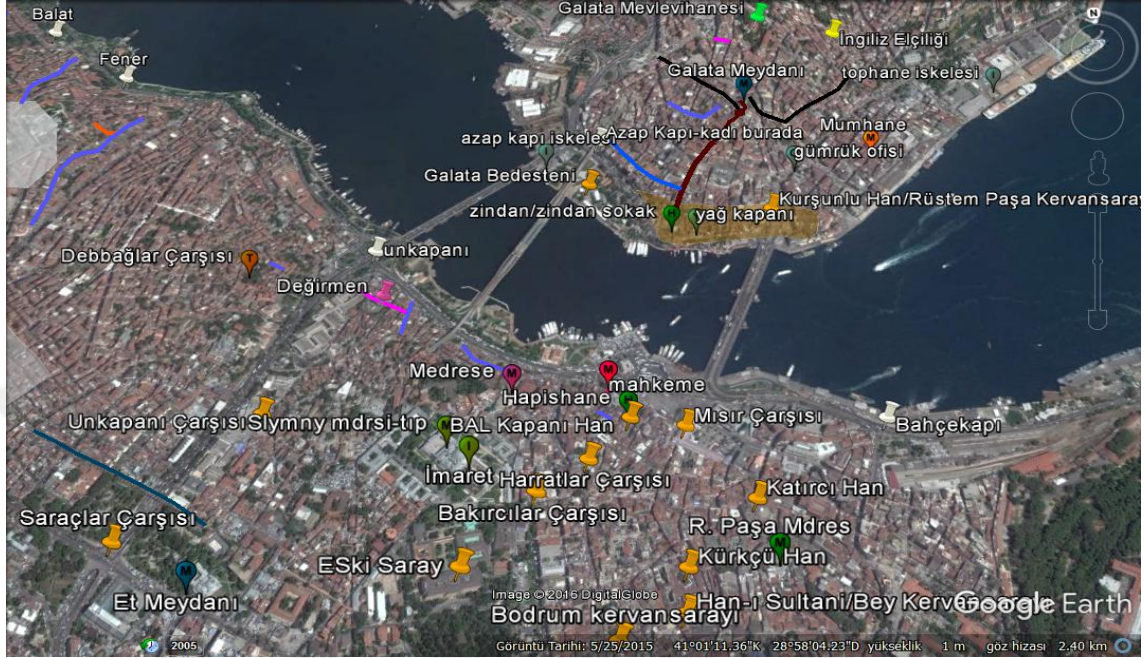 Galata Mevlevihanesi
Balat
N
İngiliz Elçiliği
Fener
Galata Meydanı
tophane iskelesi
M
I
Mumhane
azap kapı iskelesi
Azap Kapı-kadı burada
I
M
gümrük ofisi
Galata Bedesteni
Kurşunlu Han/Rüstem Paşa Kervansaray
zindan/zindan sokak
H
yağ kapanı
unkapanı
Debbağlar Çarşısı
T
Değirmen
Medrese
M
M
mahkeme
Hapishane
H
Unkapanı Çarşısı
Slymny mdrsi-tıp
M
BAL Kapanı Han
Mısır Çarşısı
Bahçekapı
I
İmaret
Harratlar Çarşısı
Katırcı Han
Bakırcılar Çarşısı
Saraçlar Çarşısı
R. Paşa Mdres
M
ESki Saray
Kürkçü Han
M
Et Meydanı
Image © 2016 DigitalGlobe
Han-ı Sultani/Bey Kervansarayı
Google Earth
Bodrum kervansarayı
2005
Görüntü Tarihi: 5/25/2015 41°01'11.36"K 28°58'04.23"D yükseklik 1 m göz hizası 2.40 km